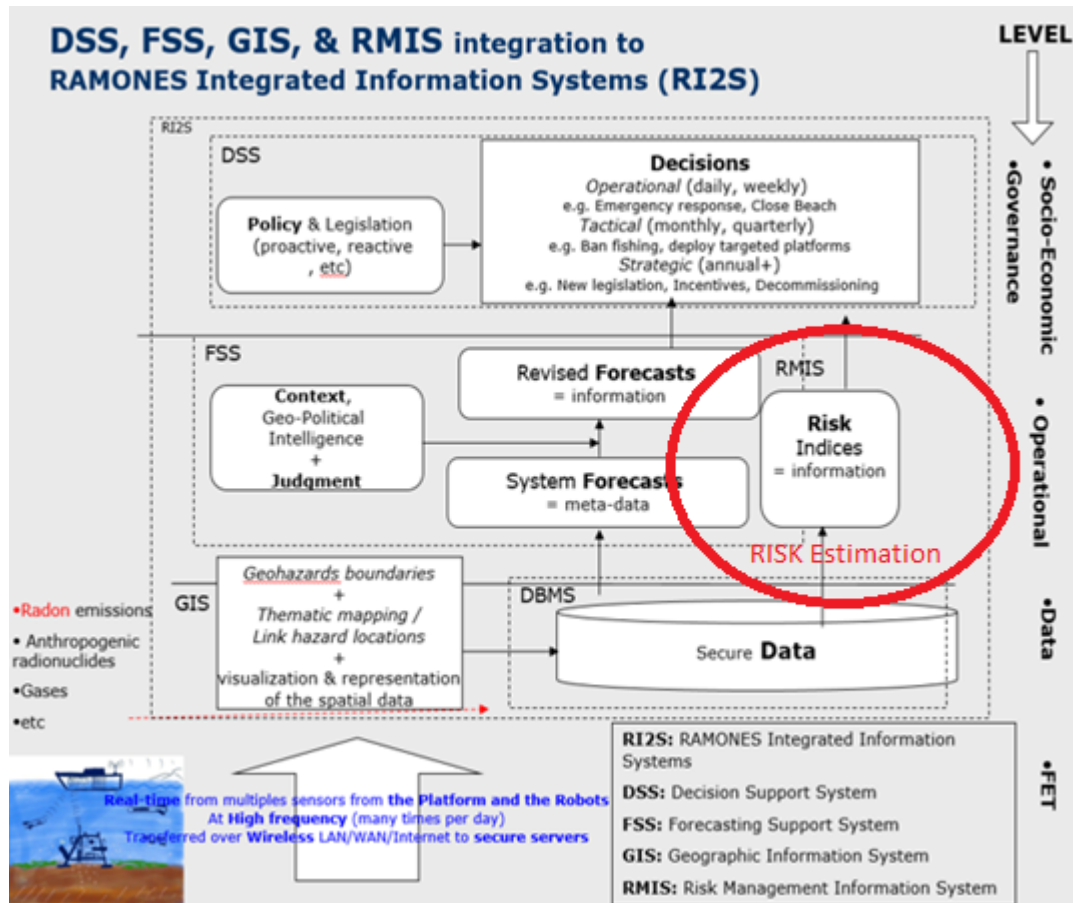 DSS, FSS, GIS, & RMIS integration to
RAMONES Integrated Information Systems (RI2S)
LEVEL
RI2S
DSS
Policy & Legislation
(proactive, reactive
, etc)
Decisions
Operational (daily, weekly)
e.g. Emergency response, Close Beach
Tactical (monthly, quarterly)
e.g. Ban fishing, deploy targeted platforms
Strategic (annual+)
e.g. New legislation, Incentives, Decommissioning
•Socio-Economic
•Governance
FSS
Context,
Geo-Political
Intelligence
+
Judgment
Revised Forecasts
= information
System Forecasts
= meta-data
RMIS
Risk
Indices
= information
RISK Estimation
•Operational
GIS
Geohazards boundaries
+
Thematic mapping /
Link hazard locations
+
visualization & representation
of the spatial data
DBMS
Secure Data
•Data
•Radon emissions
•Anthropogenic
radionuclides
•Gases
•etc
Real-time from multiple sensors from the Platform and the Robots
At High frequency (many times per day)
Transferred over Wireless LAN/WAN/Internet to secure servers
RI2S: RAMONES Integrated Information
Systems
DSS: Decision Support System
FSS: Forecasting Support System
GIS: Geographic Information System
RMIS: Risk Management Information System
•FET